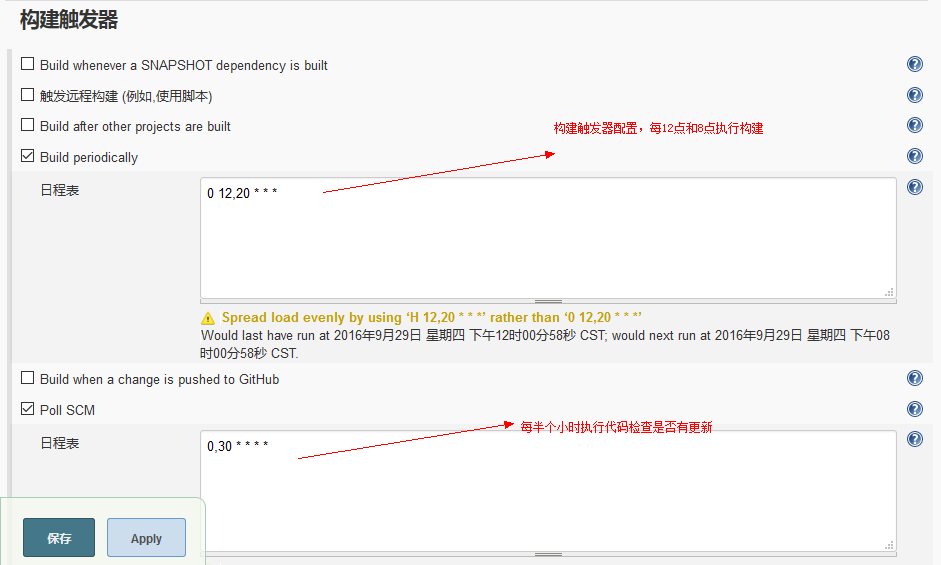 构建触发器
Build whenever a SNAPSHOT dependency is built
触发远程构建 (例如,使用脚本)
Build after other projects are built
构建触发器配置，每12点和8点执行构建
Build periodically
日程表
0 12,20 * * *
Spread load evenly by using ‘H 12,20 * * *’ rather than ‘0 12,20 * * *’
Would last have run at 2016年9月29日 星期四 下午12时00分58秒 CST; would next run at 2016年9月29日 星期四 下午08
时00分58秒 CST.
Build when a change is pushed to GitHub
Poll SCM
每半个小时执行代码检查是否有更新
日程表
0,30 * * * *
保存
Apply